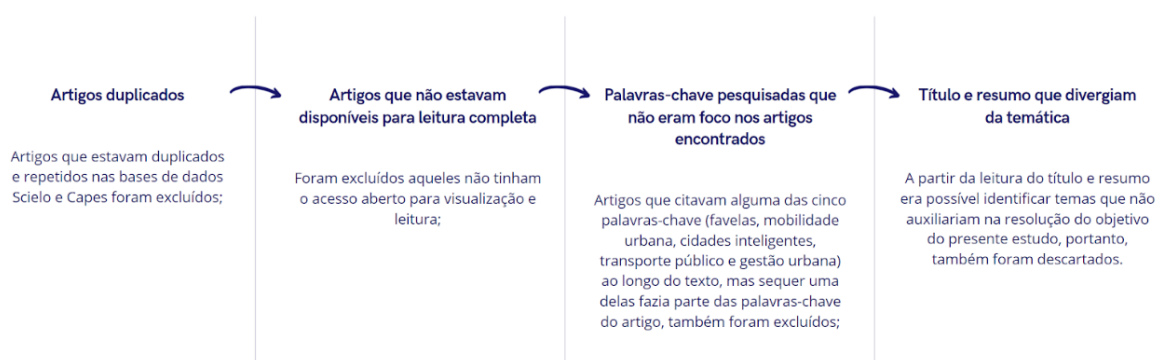 Artigos duplicados
Artigos que estavam duplicados
e repetidos nas bases de dados
Scielo e Capes foram excluídos;
Artigos que não estavam
disponíveis para leitura completa
Foram excluídos aqueles não tinham
o acesso aberto para visualização e
leitura;
Palavras-chave pesquisadas que
não eram foco nos artigos
encontrados
Artigos que citavam alguma das cinco
palavras-chave (favelas, mobilidade
urbana, cidades inteligentes,
transporte público e gestão urbana)
ao longo do texto, mas sequer uma
delas fazia parte das palavras-chave
do artigo, também foram excluídos;
Título e resumo que divergiam
da temática
A partir da leitura do título e resumo
era possível identificar temas que não
auxiliariam na resolução do objetivo
do presente estudo, portanto,
também foram descartados.